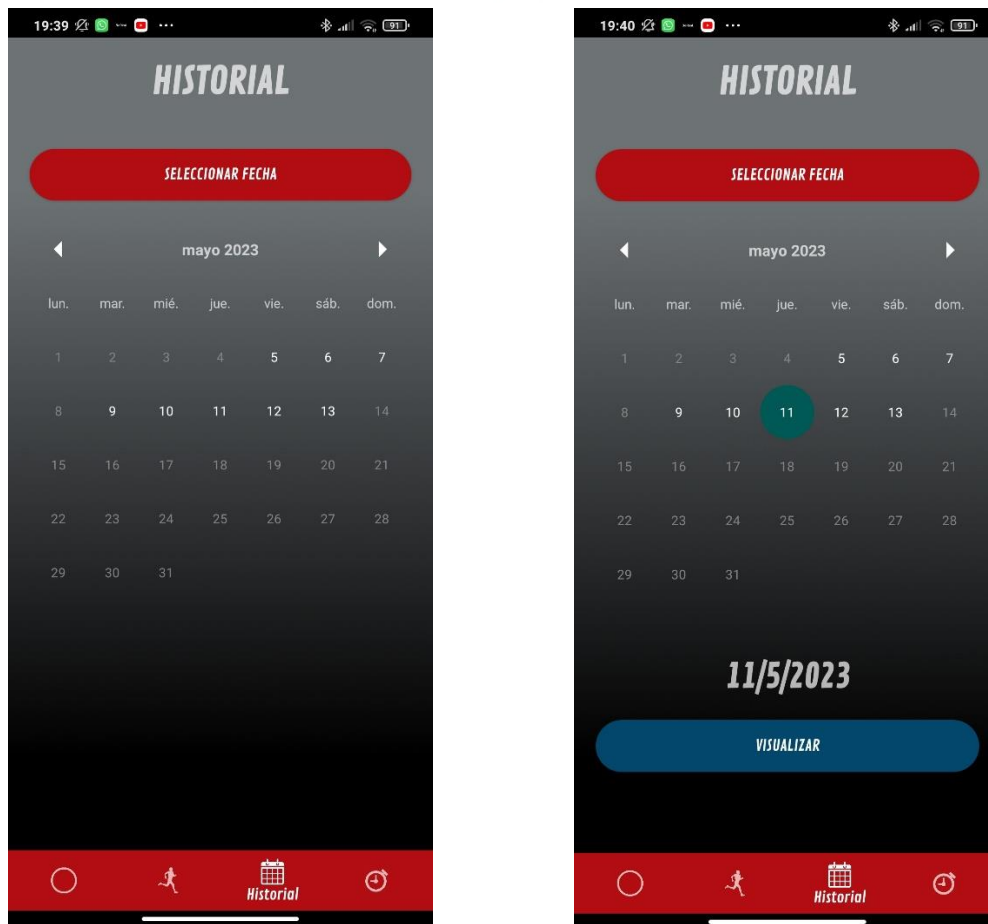 19:39 91
HISTORIAL
SELECCIONAR FECHA
mayo 2023
lun. mar. mié. jue. vie. sáb. dom.
1 2 3 4 5 6 7
8 9 10 11 12 13 14
15 16 17 18 19 20 21
22 23 24 25 26 27 28
29 30 31
Historial
19:40 91
HISTORIAL
SELECCIONAR FECHA
mayo 2023
lun. mar. mié. jue. vie. sáb. dom.
1 2 3 4 5 6 7
8 9 10 11 12 13 14
15 16 17 18 19 20 21
22 23 24 25 26 27 28
29 30 31
11/5/2023
VISUALIZAR
Historial